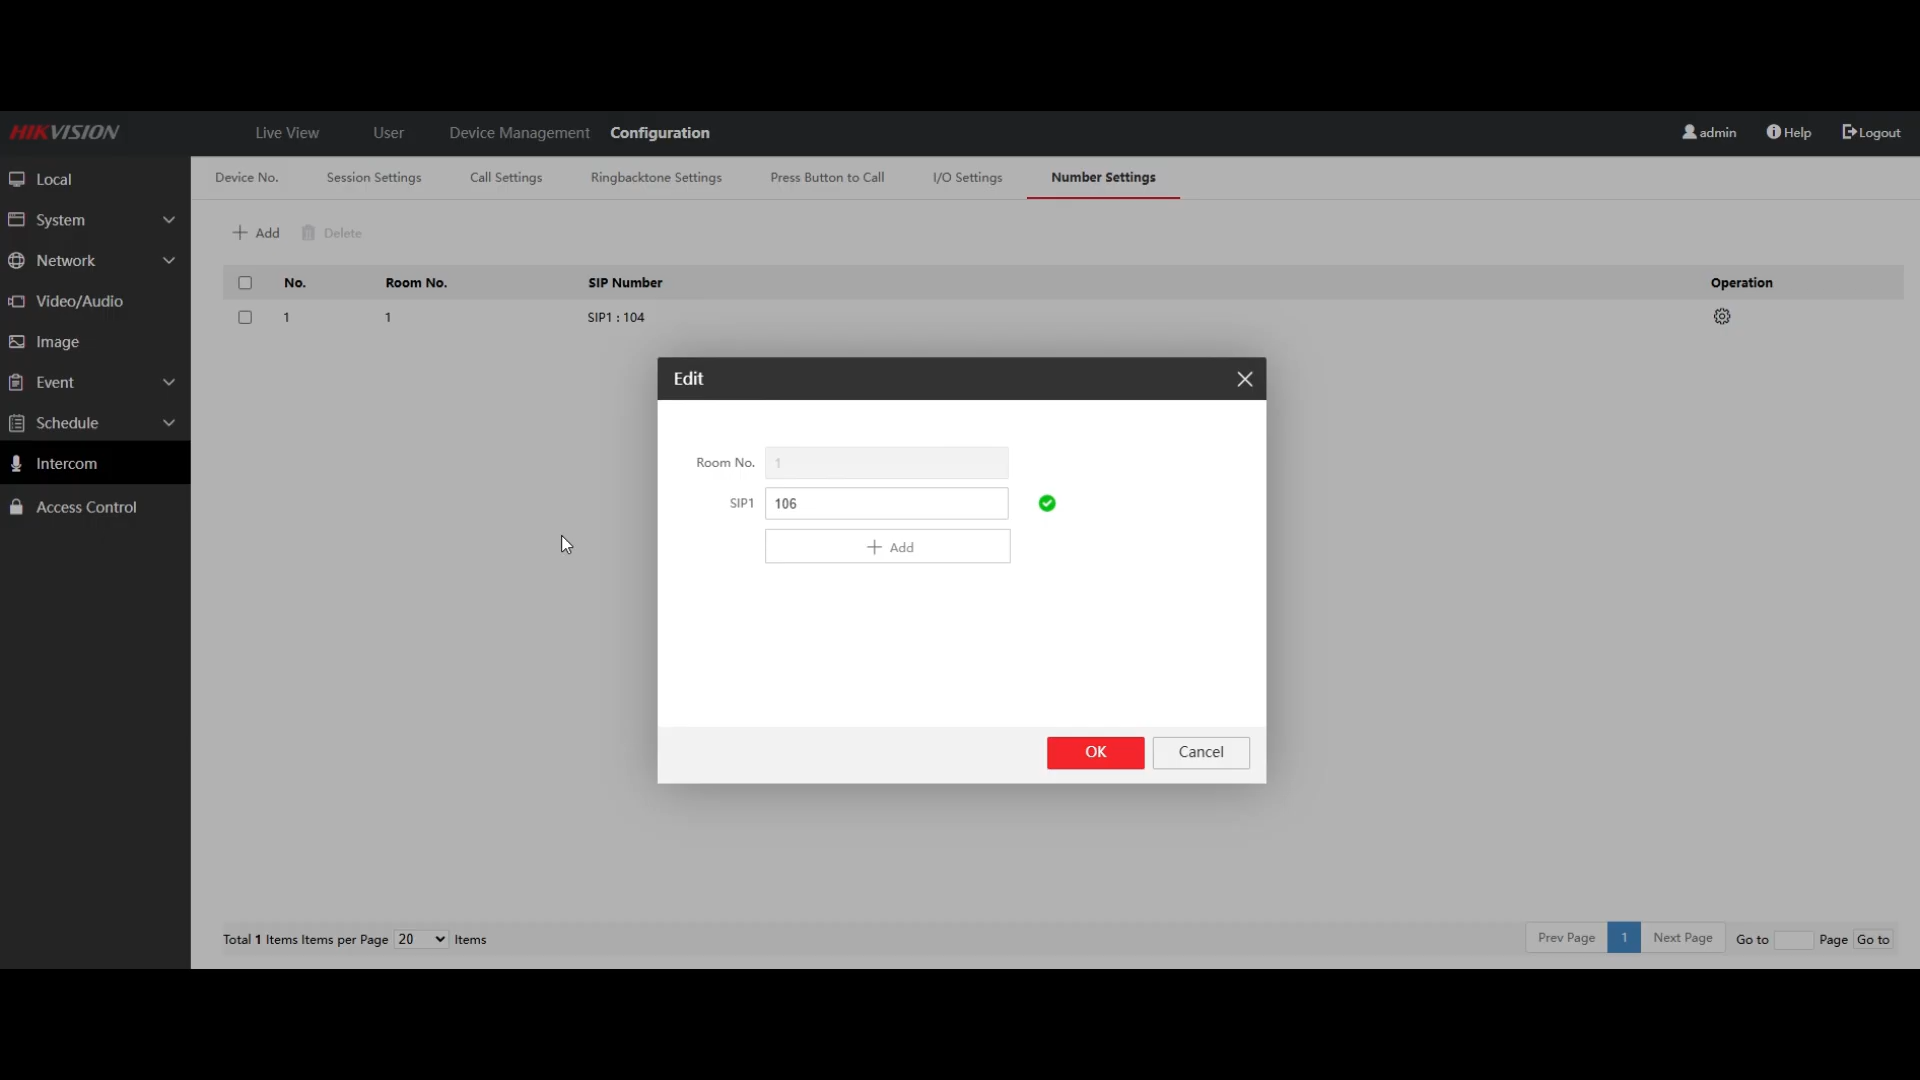 HIKVISION Live View User Device Management Configuration admin Help Logout
Local
System
Network
Video/Audio
Image
Event
Schedule
Intercom
Access Control
Device No. Session Settings Call Settings Ringbacktone Settings Press Button to Call I/O Settings Number Settings
Add Delete
No. Room No. SIP Number Operation
1 1 SIP1 : 104
Edit
Room No. 1
SIP1 106
Add
OK Cancel
Total 1 Items Items per Page 20 Items Prev Page 1 Next Page Go to Page Go to